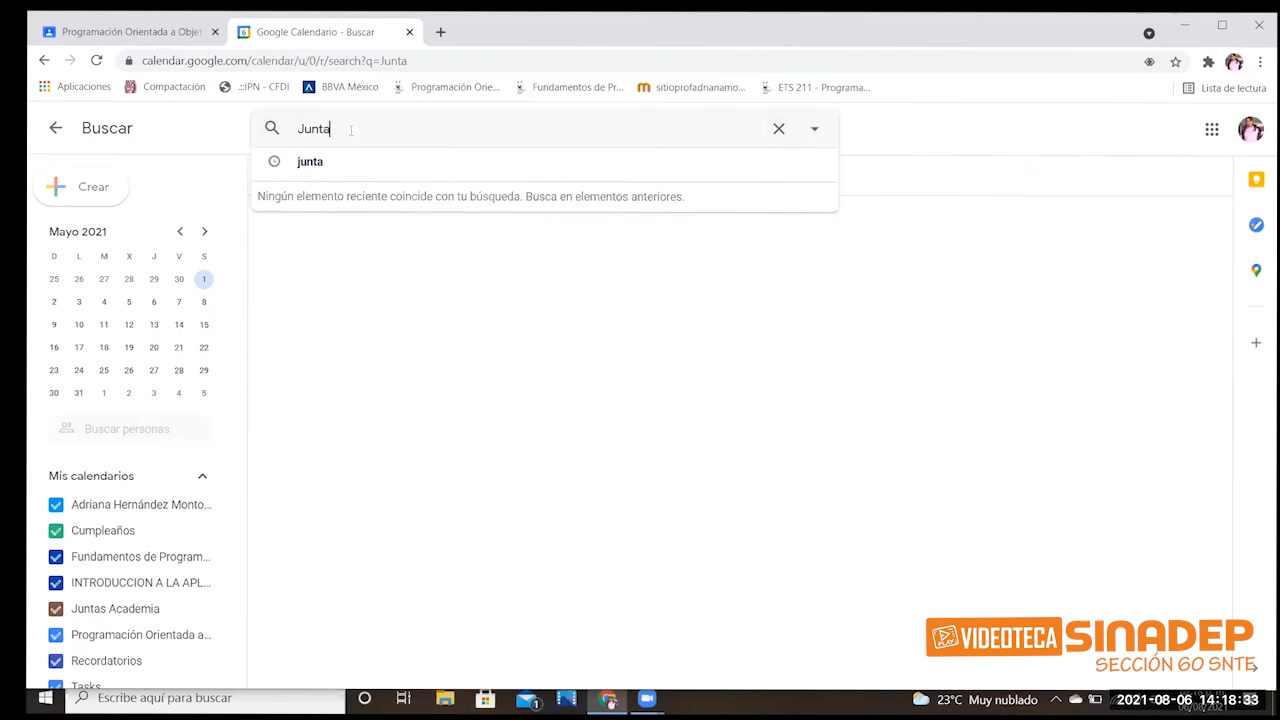 Programación Orientada a Objet
Google Calendario - Buscar
calendar.google.com/calendar/u/0/r/search?q=Junta
Aplicaciones
Compactación
.::IPN - CFDI
BBVA México
Programación Orie...
Fundamentos de Pr...
sitioprofadrianamo...
ETS 211 - Programa...
Lista de lectura
Buscar
Junta
junta
Ningún elemento reciente coincide con tu búsqueda. Busca en elementos anteriores.
Crear
Mayo 2021
D L M X J V S
25 26 27 28 29 30 1
2 3 4 5 6 7 8
9 10 11 12 13 14 15
16 17 18 19 20 21 22
23 24 25 26 27 28 29
30 31 1 2 3 4 5
Buscar personas
Mis calendarios
Adriana Hernández Monto...
Cumpleaños
Fundamentos de Program...
INTRODUCCION A LA APL...
Juntas Academia
Programación Orientada a...
Recordatorios
Tasks
PLAY
VIDEOTECA SINADEP
SECCIÓN 60 SNTE
Escribe aquí para buscar
1
23°C Muy nublado
2021-08-06 14:18:33